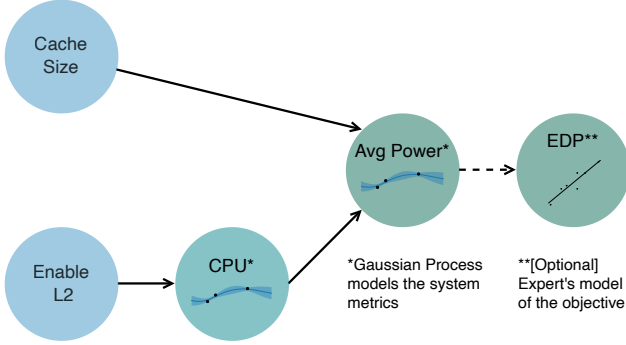 Cache
Size
Avg Power*
EDP**
Enable
L2
CPU*
*Gaussian Process
models the system
metrics
**[Optional]
Expert's model
of the objective